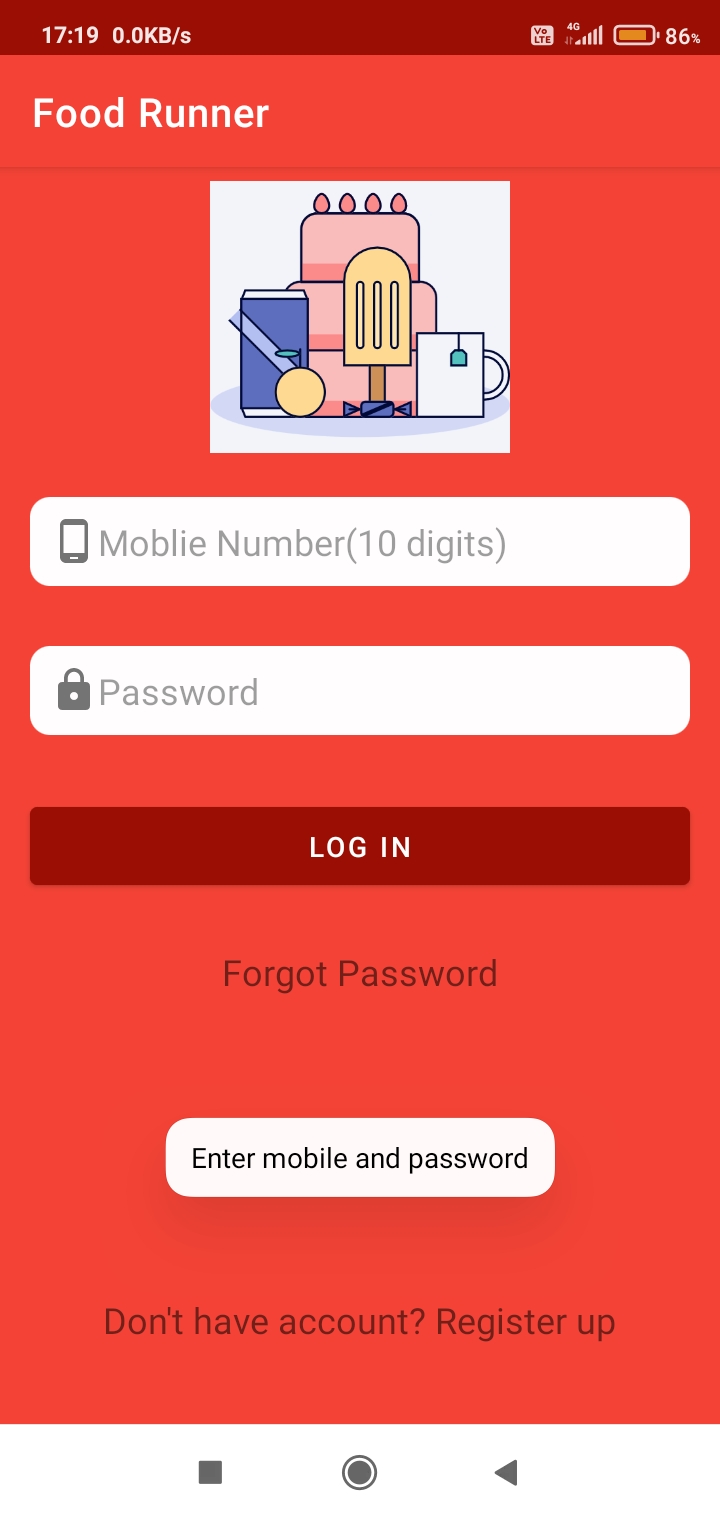 17:19 0.0KB/s Vo LTE 4G 86%
Food Runner
Moblie Number(10 digits)
Password
LOG IN
Forgot Password
Enter mobile and password
Don't have account? Register up